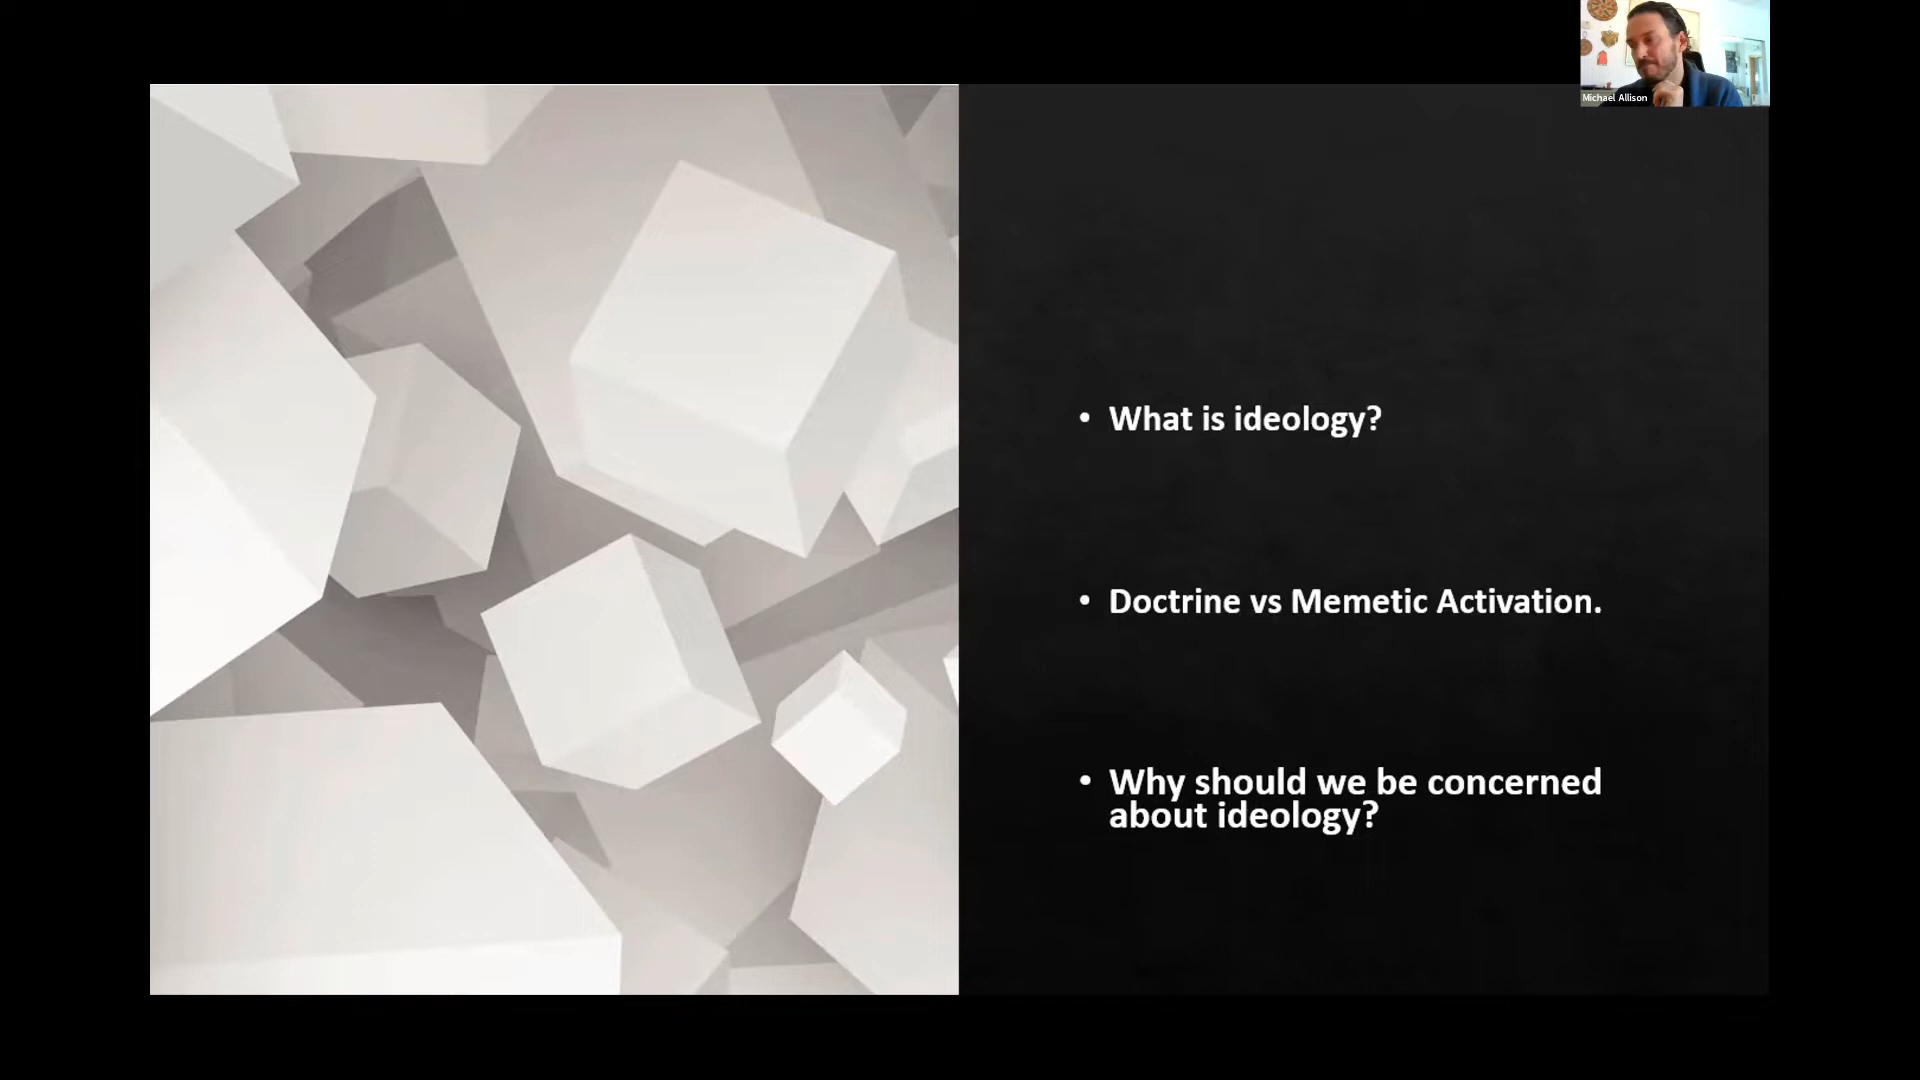 Michael Allison
• What is ideology?
• Doctrine vs Memetic Activation.
• Why should we be concerned
about ideology?